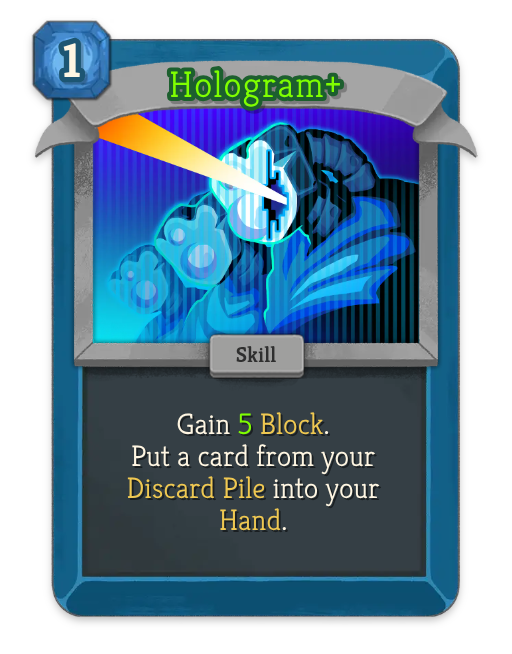 1
Hologram+
Skill
Gain 5 Block.
Put a card from your
Discard Pile into your
Hand.